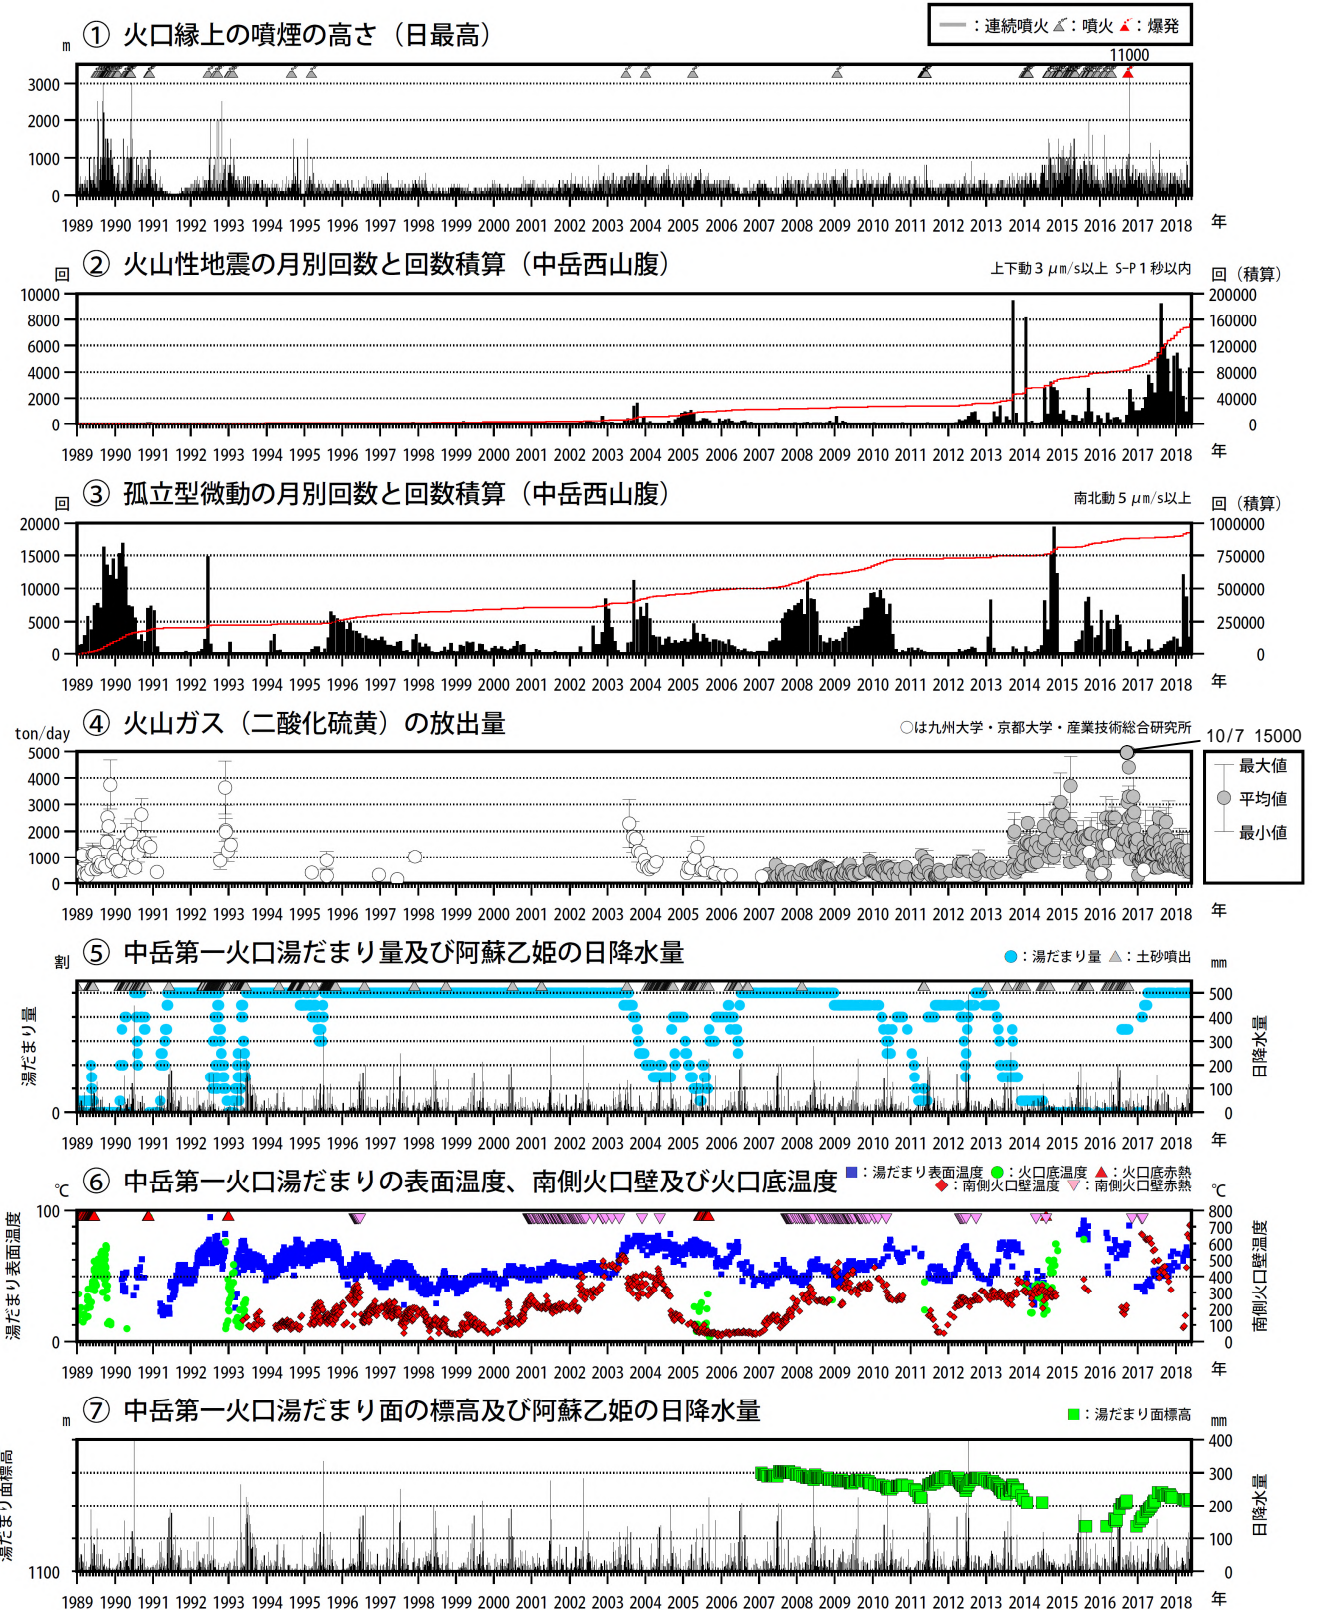 ① 火口縁上の噴煙の高さ（日最高）
：連続噴火 ：噴火 ：爆発
m
11000
3000
2000
1000
0
1989 1990 1991 1992 1993 1994 1995 1996 1997 1998 1999 2000 2001 2002 2003 2004 2005 2006 2007 2008 2009 2010 2011 2012 2013 2014 2015 2016 2017 2018 年
② 火山性地震の月別回数と回数積算（中岳西山腹）
上下動３μm/s以上 S-P１秒以内
回
回（積算）
10000 200000
8000 160000
6000 120000
4000 80000
2000 40000
0 0
1989 1990 1991 1992 1993 1994 1995 1996 1997 1998 1999 2000 2001 2002 2003 2004 2005 2006 2007 2008 2009 2010 2011 2012 2013 2014 2015 2016 2017 2018 年
③ 孤立型微動の月別回数と回数積算（中岳西山腹）
南北動５μm/s以上
回
回（積算）
20000 1000000
15000 750000
10000 500000
5000 250000
0 0
1989 1990 1991 1992 1993 1994 1995 1996 1997 1998 1999 2000 2001 2002 2003 2004 2005 2006 2007 2008 2009 2010 2011 2012 2013 2014 2015 2016 2017 2018 年
④ 火山ガス（二酸化硫黄）の放出量
ton/day
○は九州大学・京都大学・産業技術総合研究所
10/7 15000
最大値
平均値
最小値
5000
4000
3000
2000
1000
0
1989 1990 1991 1992 1993 1994 1995 1996 1997 1998 1999 2000 2001 2002 2003 2004 2005 2006 2007 2008 2009 2010 2011 2012 2013 2014 2015 2016 2017 2018 年
⑤ 中岳第一火口湯だまり量及び阿蘇乙姫の日降水量
：湯だまり量 ：土砂噴出
割
mm
湯だまり量
日降水量
500
400
300
200
100
0 0
1989 1990 1991 1992 1993 1994 1995 1996 1997 1998 1999 2000 2001 2002 2003 2004 2005 2006 2007 2008 2009 2010 2011 2012 2013 2014 2015 2016 2017 2018 年
⑥ 中岳第一火口湯だまりの表面温度、南側火口壁及び火口底温度
：湯だまり表面温度 ：火口底温度 ：火口底赤熱
：南側火口壁温度 ：南側火口壁赤熱
℃
℃
湯だまり表面温度
南側火口壁温度
100 800
700
600
500
400
300
200
100
0 0
1989 1990 1991 1992 1993 1994 1995 1996 1997 1998 1999 2000 2001 2002 2003 2004 2005 2006 2007 2008 2009 2010 2011 2012 2013 2014 2015 2016 2017 2018 年
⑦ 中岳第一火口湯だまり面の標高及び阿蘇乙姫の日降水量
：湯だまり面標高
m
mm
湯だまり面標高
日降水量
400
300
200
100
1100 0
1989 1990 1991 1992 1993 1994 1995 1996 1997 1998 1999 2000 2001 2002 2003 2004 2005 2006 2007 2008 2009 2010 2011 2012 2013 2014 2015 2016 2017 2018 年